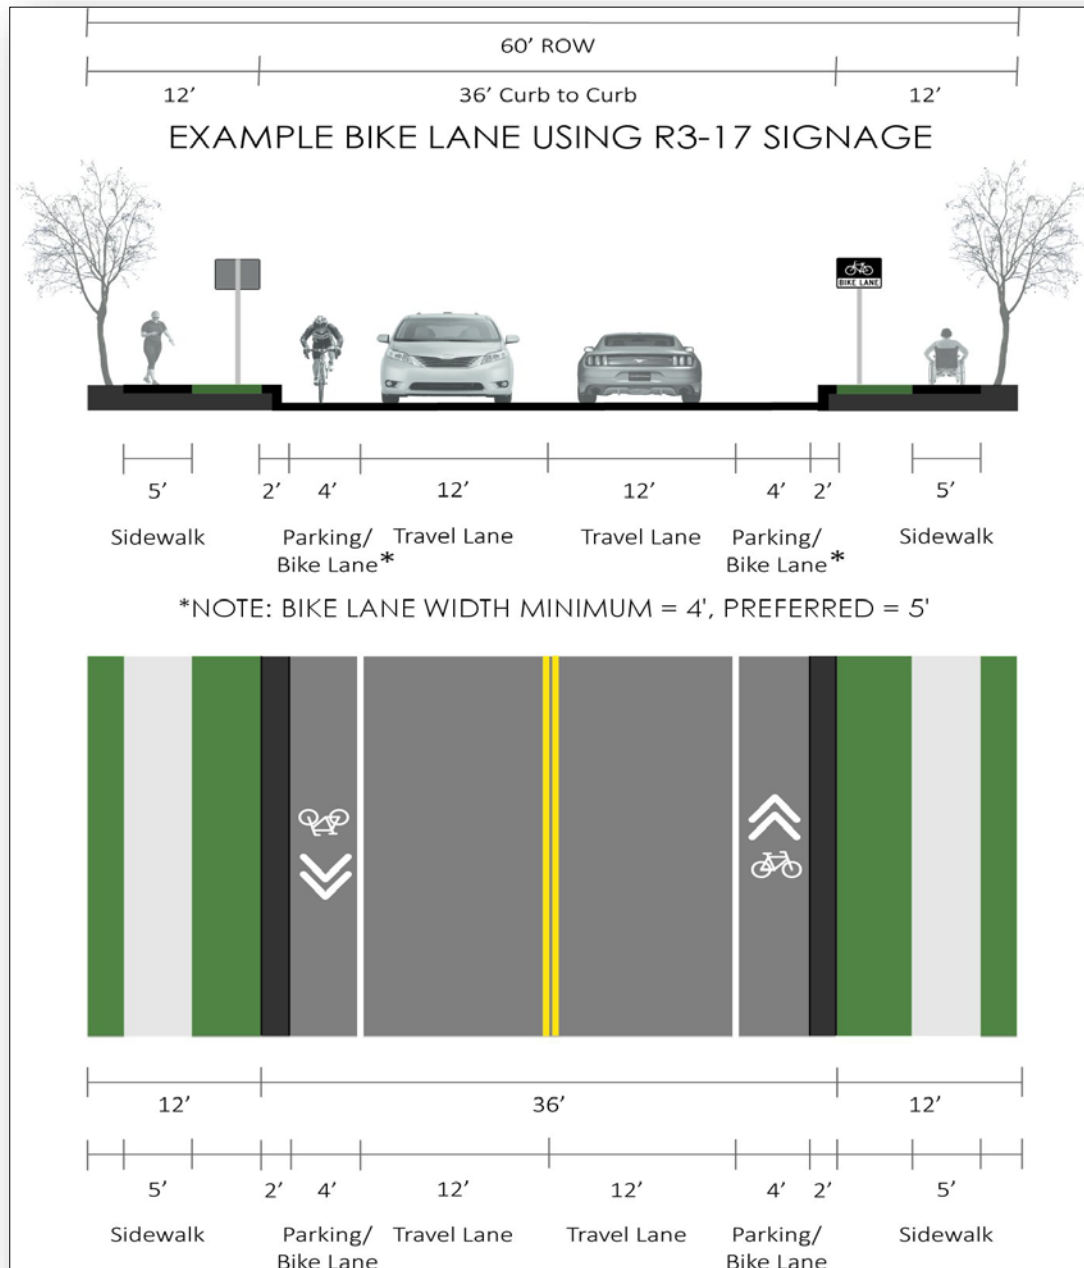 60’ ROW
12’ 36’ Curb to Curb 12’
EXAMPLE BIKE LANE USING R3-17 SIGNAGE
BIKE LANE
5’ 2’ 4’ 12’ 12’ 4’ 2’ 5’
Sidewalk Parking/ Travel Lane Travel Lane Parking/ Sidewalk
Bike Lane* Bike Lane*
*NOTE: BIKE LANE WIDTH MINIMUM = 4', PREFERRED = 5'
12’ 36’ 12’
5’ 2’ 4’ 12’ 12’ 4’ 2’ 5’
Sidewalk Parking/ Travel Lane Travel Lane Parking/ Sidewalk
Bike Lane Bike Lane